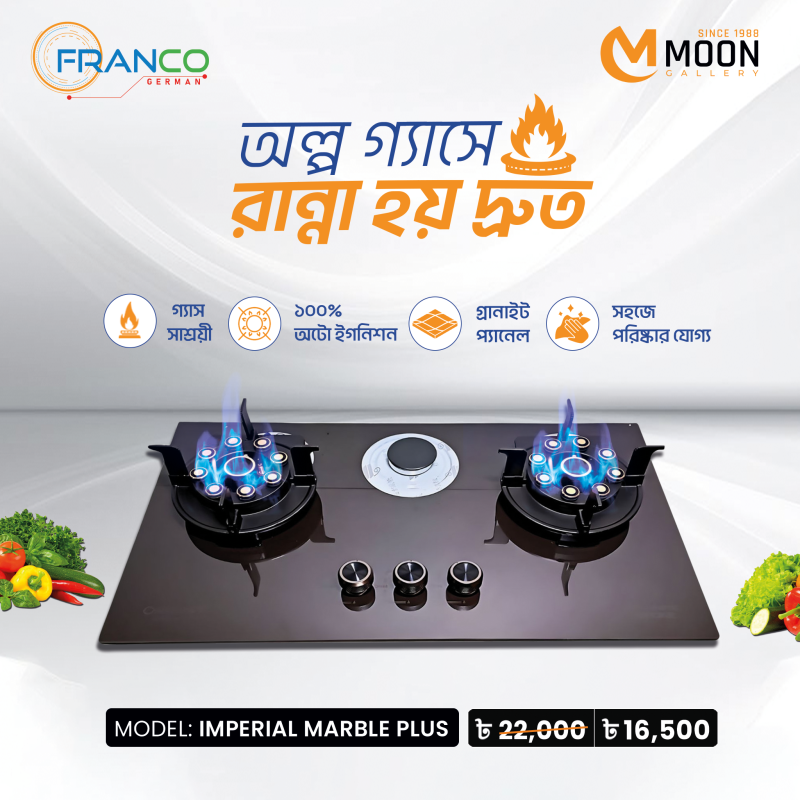 FRANCO
GERMAN
SINCE 1988
MOON
GALLERY
অল্প গ্যাসে
রান্না হয় দ্রুত
গ্যাস
সাশ্রয়ী
১০০%
অটো ইগনিশন
গ্রানাইট
প্যানেল
সহজে
পরিষ্কার যোগ্য
MODEL: IMPERIAL MARBLE PLUS
৳ 22,000 ৳ 16,500